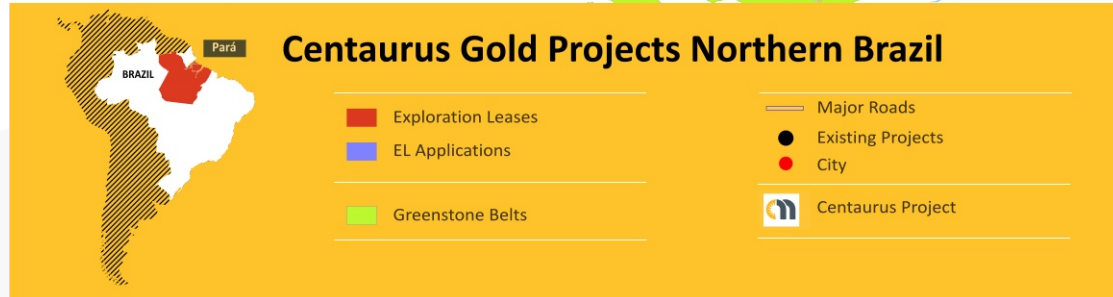 Pará
BRAZIL
Centaurus Gold Projects Northern Brazil
Exploration Leases
EL Applications
Greenstone Belts
Major Roads
Existing Projects
City
Centaurus Project